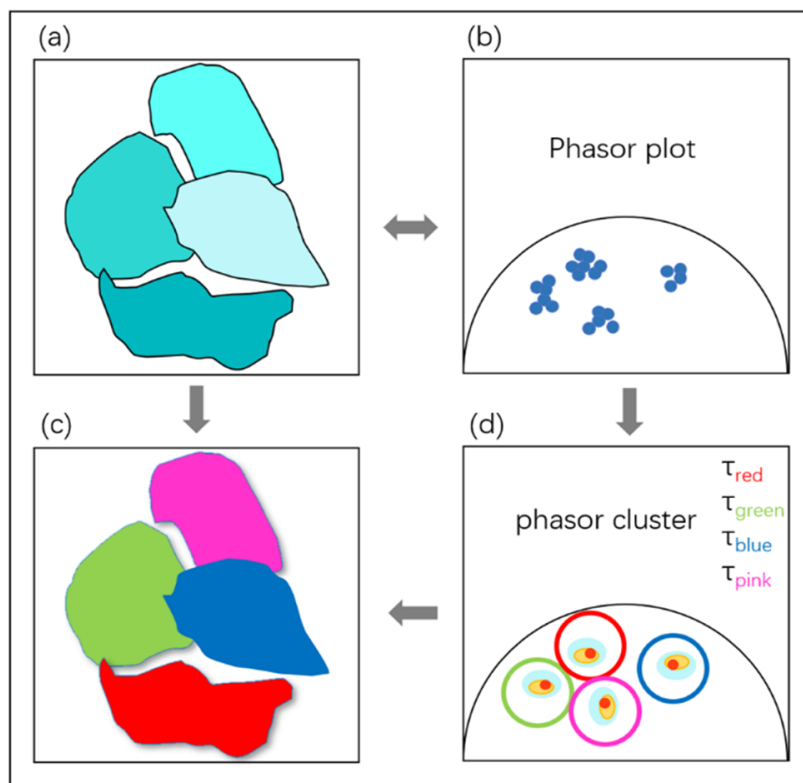 (a)
(b)
Phasor plot
(c)
(d)
τred
τgreen
phasor cluster
τblue
τpink